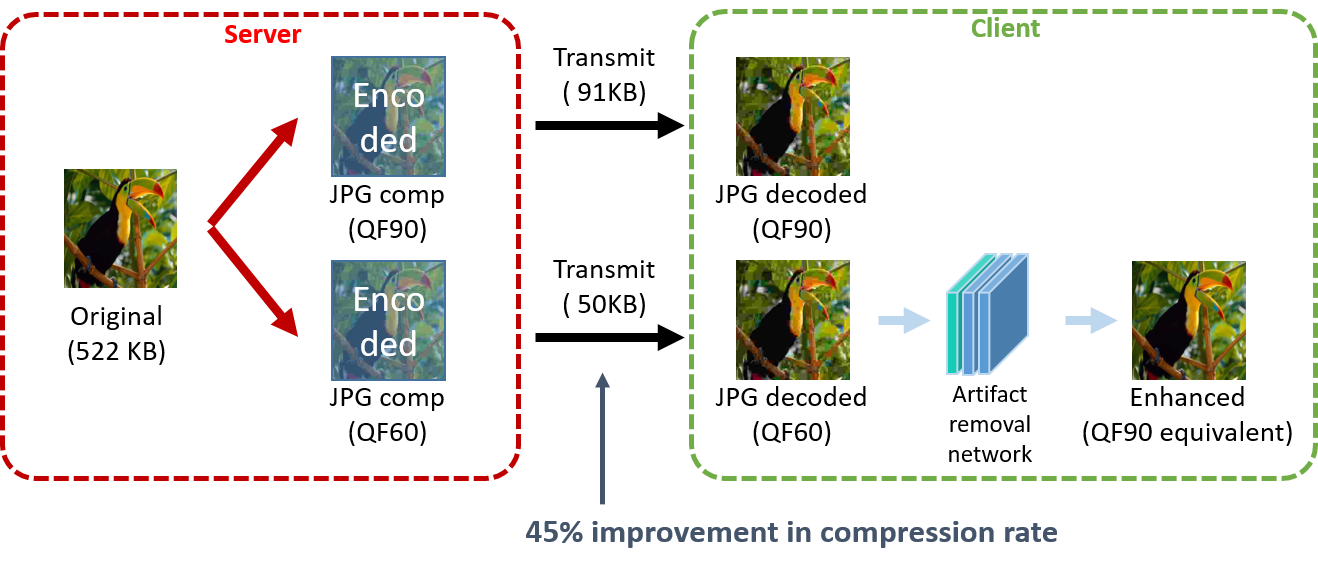 Server
Client
Enco
ded
JPG comp
(QF90)
Transmit
( 91KB)
JPG decoded
(QF90)
Original
(522 KB)
Enco
ded
JPG comp
(QF60)
Transmit
( 50KB)
JPG decoded
(QF60)
Artifact
removal
network
Enhanced
(QF90 equivalent)
45% improvement in compression rate